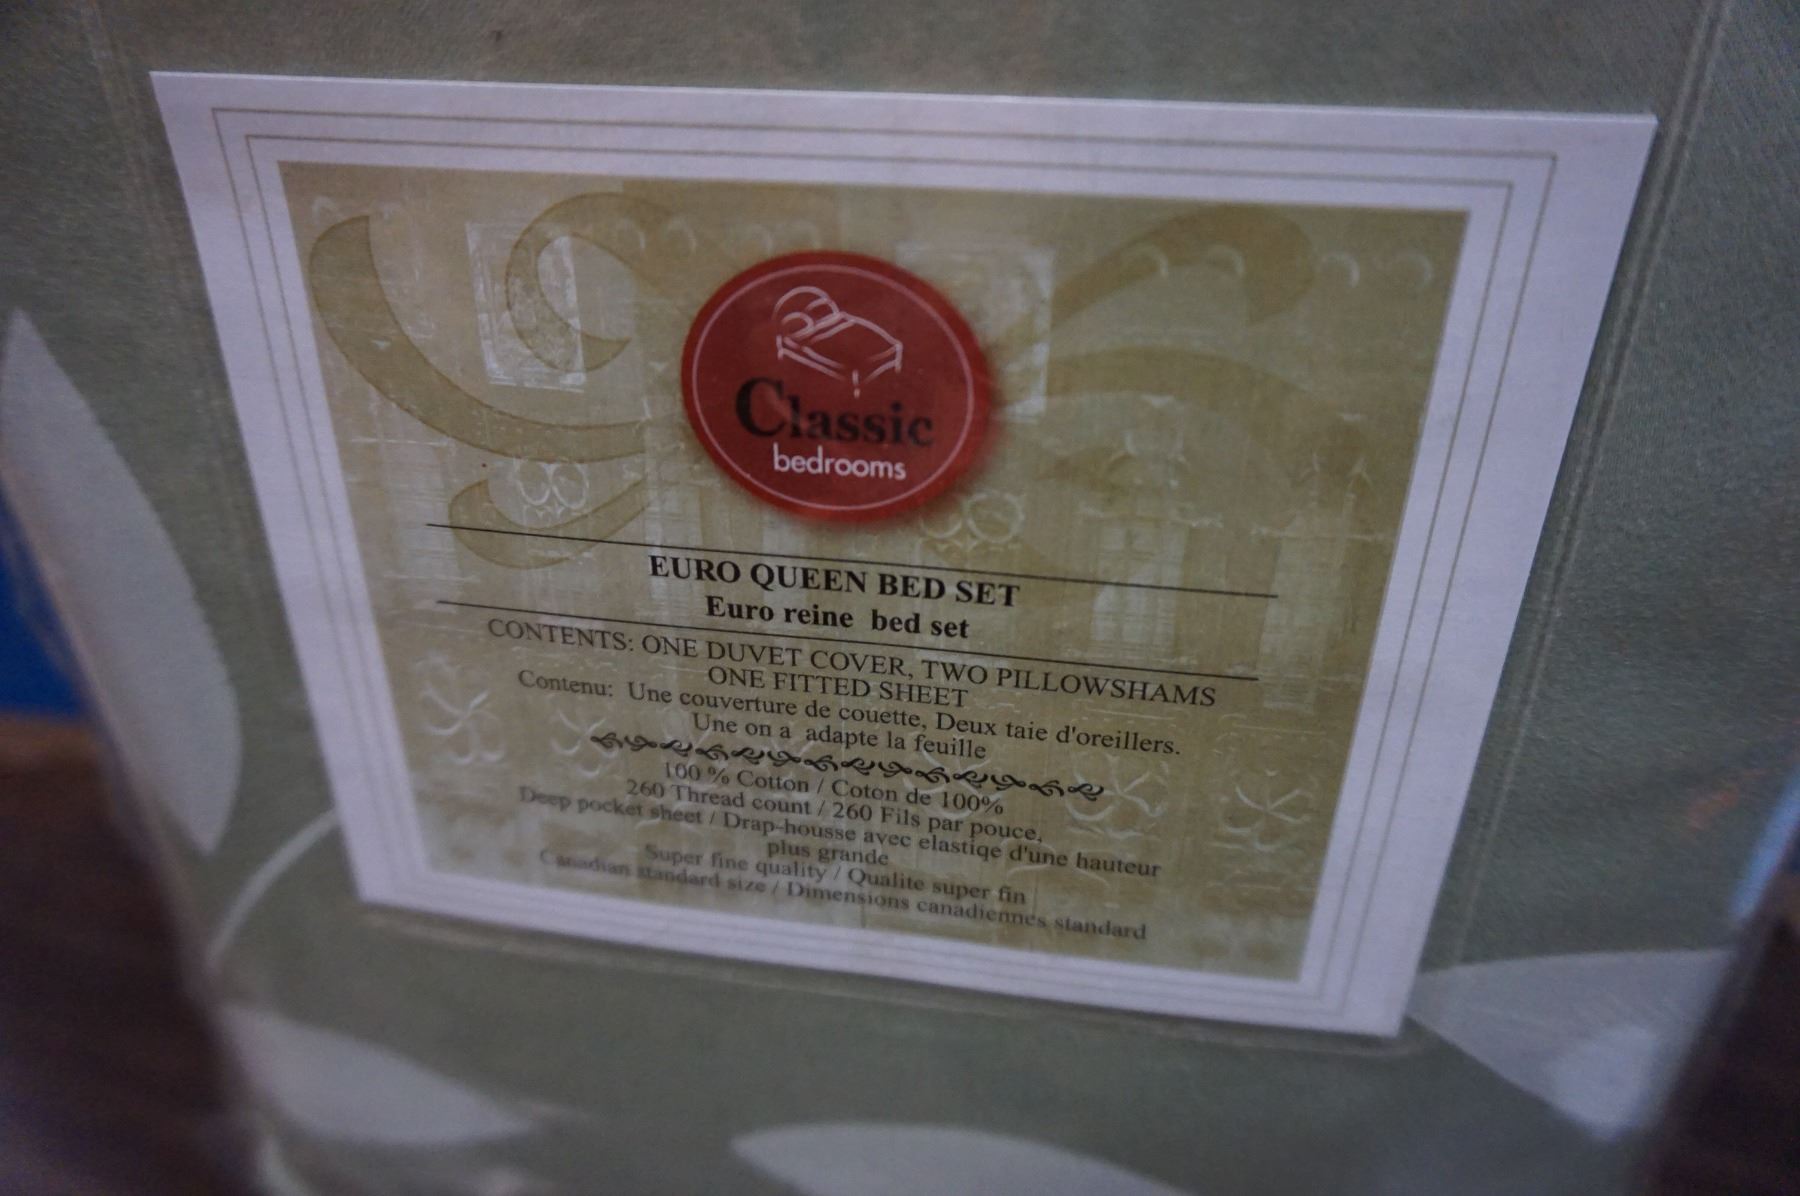 Classic
bedrooms
EURO QUEEN BED SET
Euro reine bed set
CONTENTS: ONE DUVET COVER, TWO PILLOWSHAMS
ONE FITTED SHEET
Contenu: Une couverture de couette, Deux taie d'oreillers.
Une on a adapte la feuille
100 % Cotton / Coton de 100%
260 Thread count / 260 Fils par pouce,
Deep pocket sheet / Drap-housse avec elastiqe d'une hauteur
plus grande
Super fine quality / Qualite super fin
Canadian standard size / Dimensions canadiennes standard